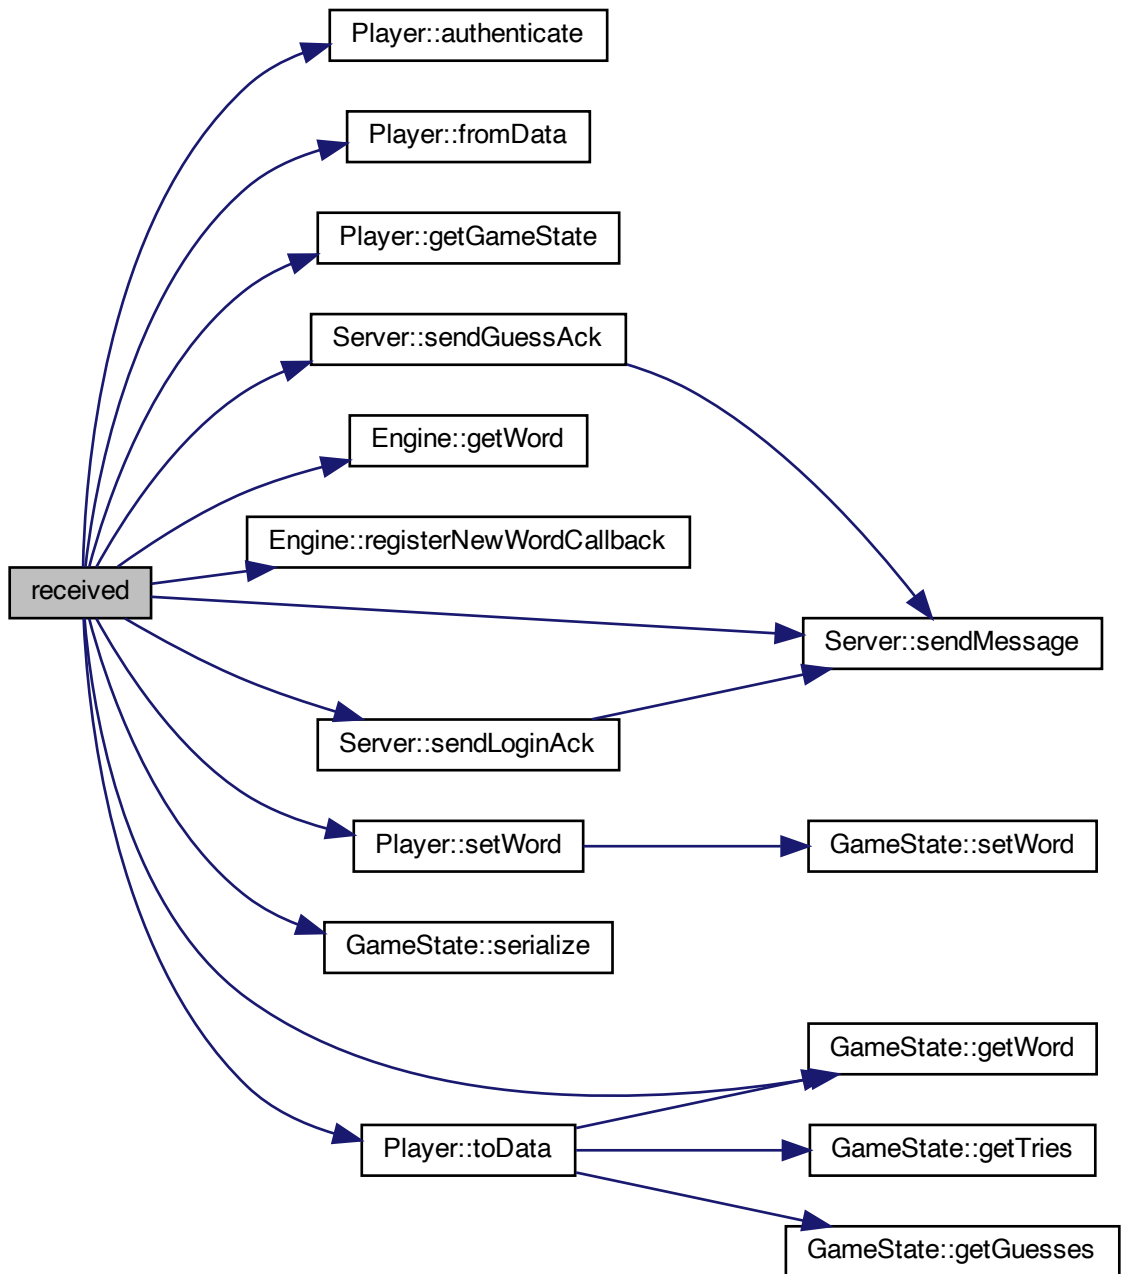 Player::authenticate
Player::fromData
Player::getGameState
Server::sendGuessAck
Engine::getWord
Engine::registerNewWordCallback
received
Server::sendMessage
Server::sendLoginAck
Player::setWord
GameState::setWord
GameState::serialize
GameState::getWord
Player::toData
GameState::getTries
GameState::getGuesses